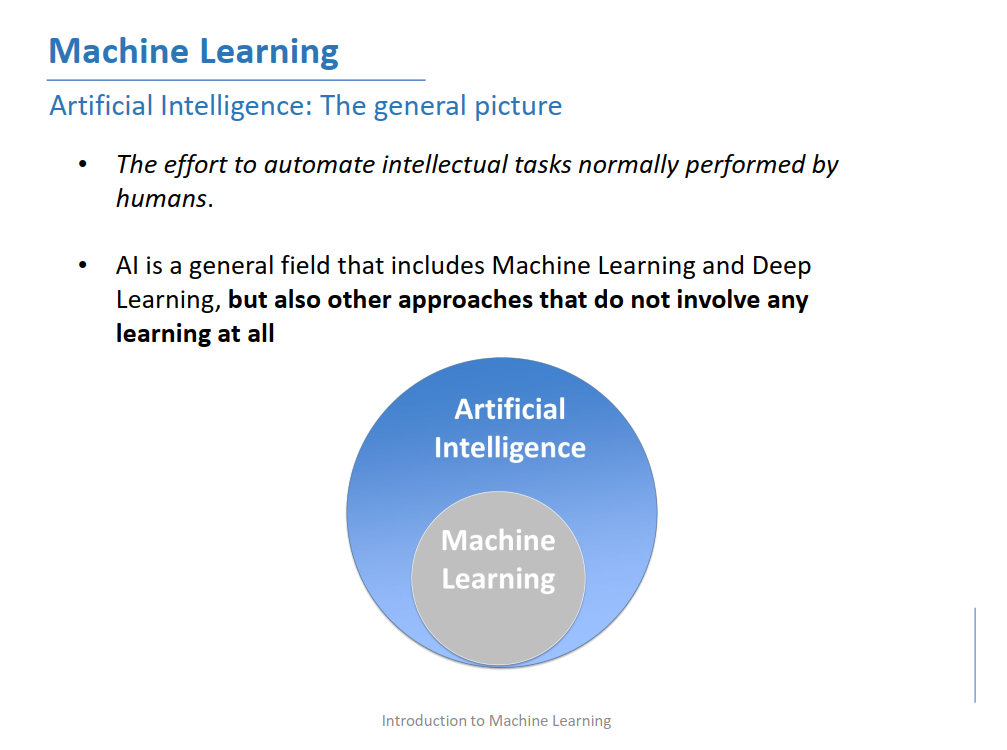 Machine Learning
Artificial Intelligence: The general picture
• The effort to automate intellectual tasks normally performed by
humans.
• AI is a general field that includes Machine Learning and Deep
Learning, but also other approaches that do not involve any
learning at all
Artificial
Intelligence
Machine
Learning
Introduction to Machine Learning